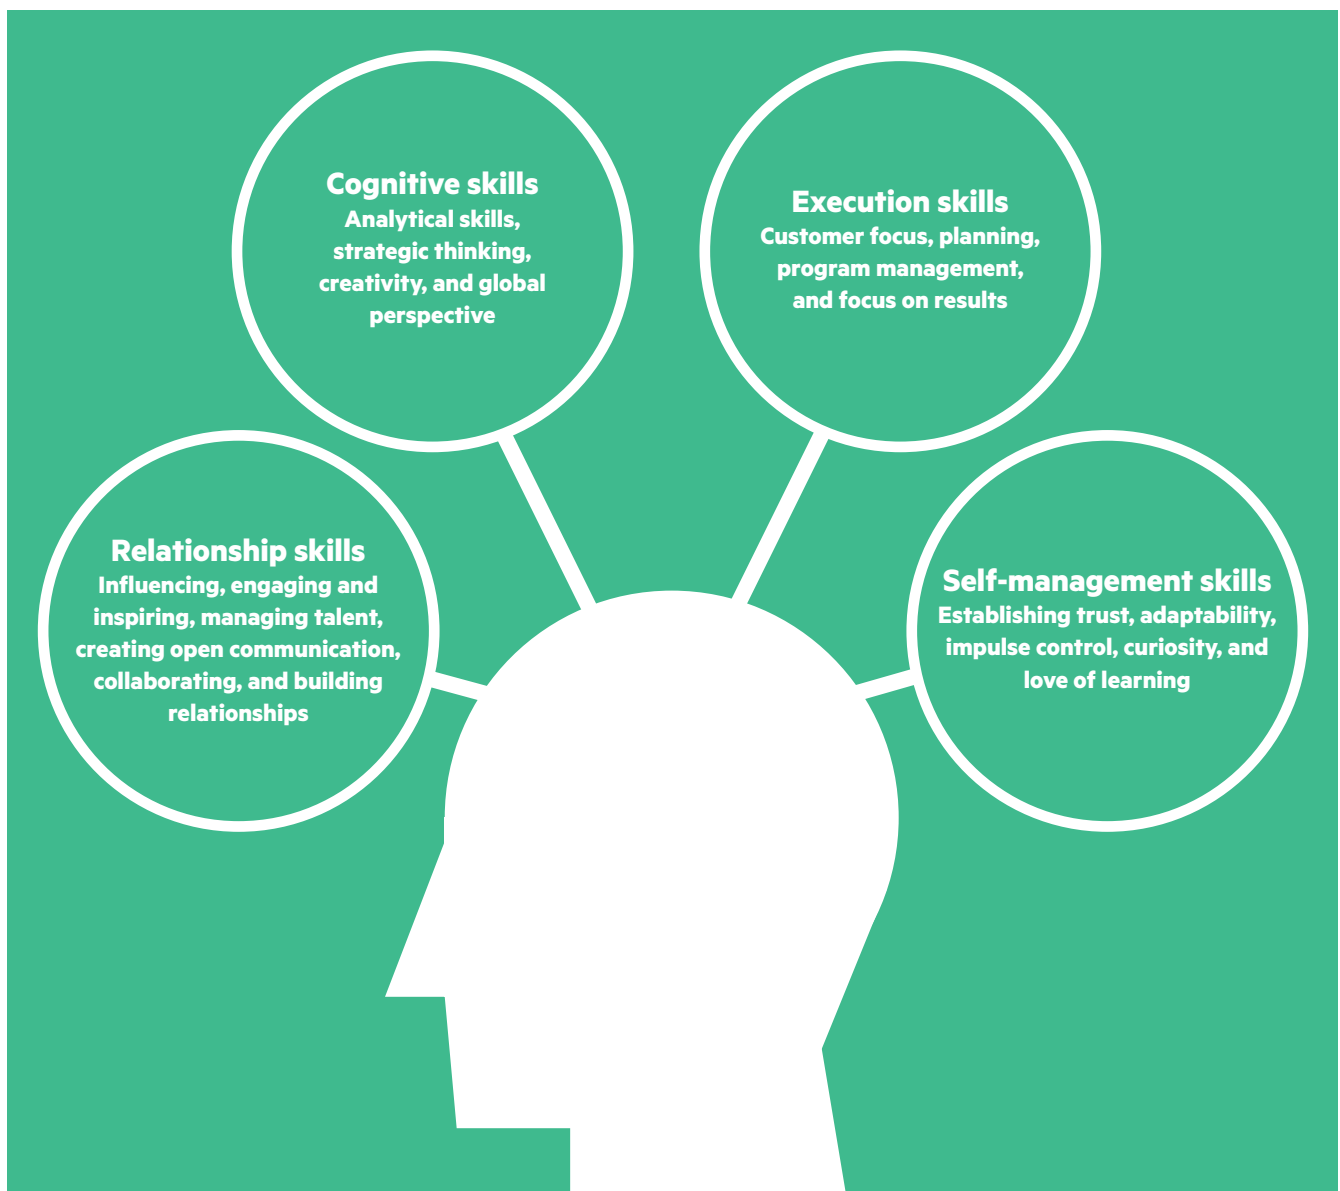 Cognitive skills
Analytical skills,
strategic thinking,
creativity, and global
perspective
Execution skills
Customer focus, planning,
program management,
and focus on results
Relationship skills
Influencing, engaging and
inspiring, managing talent,
creating open communication,
collaborating, and building
relationships
Self-management skills
Establishing trust, adaptability,
impulse control, curiosity, and
love of learning